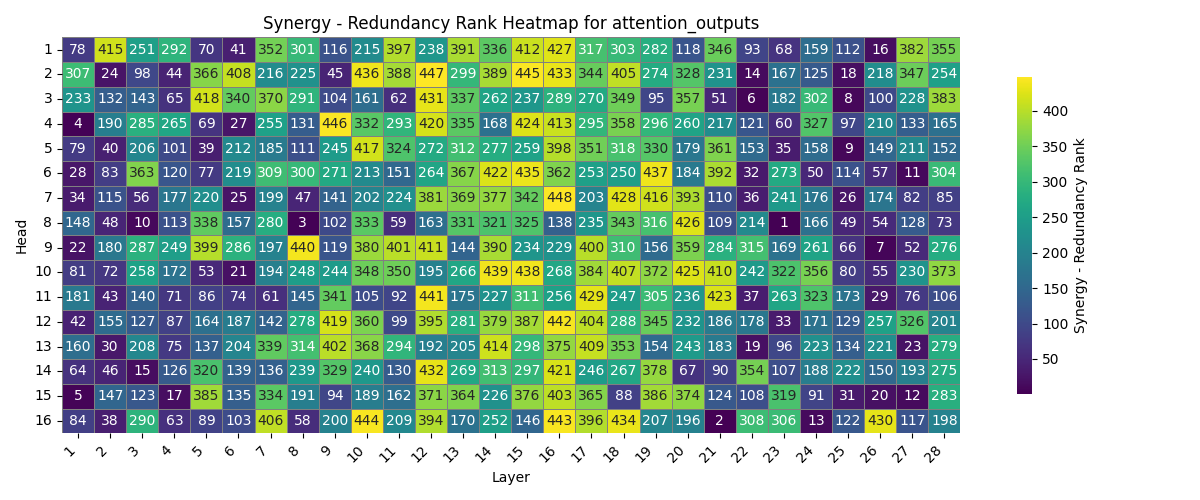 Synergy - Redundancy Rank Heatmap for attention_outputs
Head
1 78 415 251 292 70 41 352 301 116 215 397 238 391 336 412 427 317 303 282 118 346 93 68 159 112 16 382 355
2 307 24 98 44 366 408 216 225 45 436 388 447 299 389 445 433 344 405 274 328 231 14 167 125 18 218 347 254
3 233 132 143 65 418 340 370 291 104 161 62 431 337 262 237 289 270 349 95 357 51 6 182 302 8 100 228 383
4 4 190 285 265 69 27 255 131 446 332 293 420 335 168 424 413 295 358 296 260 217 121 60 327 97 210 133 165
5 79 40 206 101 39 212 185 111 245 417 324 272 312 277 259 398 351 318 330 179 361 153 35 158 9 149 211 152
6 28 83 363 120 77 219 309 300 271 213 151 264 367 422 435 362 253 250 437 184 392 32 273 50 114 57 11 304
7 34 115 56 177 220 25 199 47 141 202 224 381 369 377 342 448 203 428 416 393 110 36 241 176 26 174 82 85
8 148 48 10 113 338 157 280 3 102 333 59 163 331 321 325 138 235 343 316 426 109 214 1 166 49 54 128 73
9 22 180 287 249 399 286 197 440 119 380 401 411 144 390 234 229 400 310 156 359 284 315 169 261 66 7 52 276
10 81 72 258 172 53 21 194 248 244 348 350 195 266 439 438 268 384 407 372 425 410 242 322 356 80 55 230 373
11 181 43 140 71 86 74 61 145 341 105 92 441 175 227 311 256 429 247 305 236 423 37 263 323 173 29 76 106
12 42 155 127 87 164 187 142 278 419 360 99 395 281 379 387 442 404 288 345 232 186 178 33 171 129 257 326 201
13 160 30 208 75 137 204 339 314 402 368 294 192 205 414 298 375 409 353 154 243 183 19 96 223 134 221 23 279
14 64 46 15 126 320 139 136 239 329 240 130 432 269 313 297 421 246 267 378 67 90 354 107 188 222 150 193 275
15 5 147 123 17 385 135 334 191 94 189 162 371 364 226 376 403 365 88 386 374 124 108 319 91 31 20 12 283
16 84 38 290 63 89 103 406 58 200 444 209 394 170 252 146 443 396 434 207 196 2 308 306 13 122 430 117 198
1 2 3 4 5 6 7 8 9 10 11 12 13 14 15 16 17 18 19 20 21 22 23 24 25 26 27 28
Layer
400
350
300
250
200
150
100
50
Synergy - Redundancy Rank